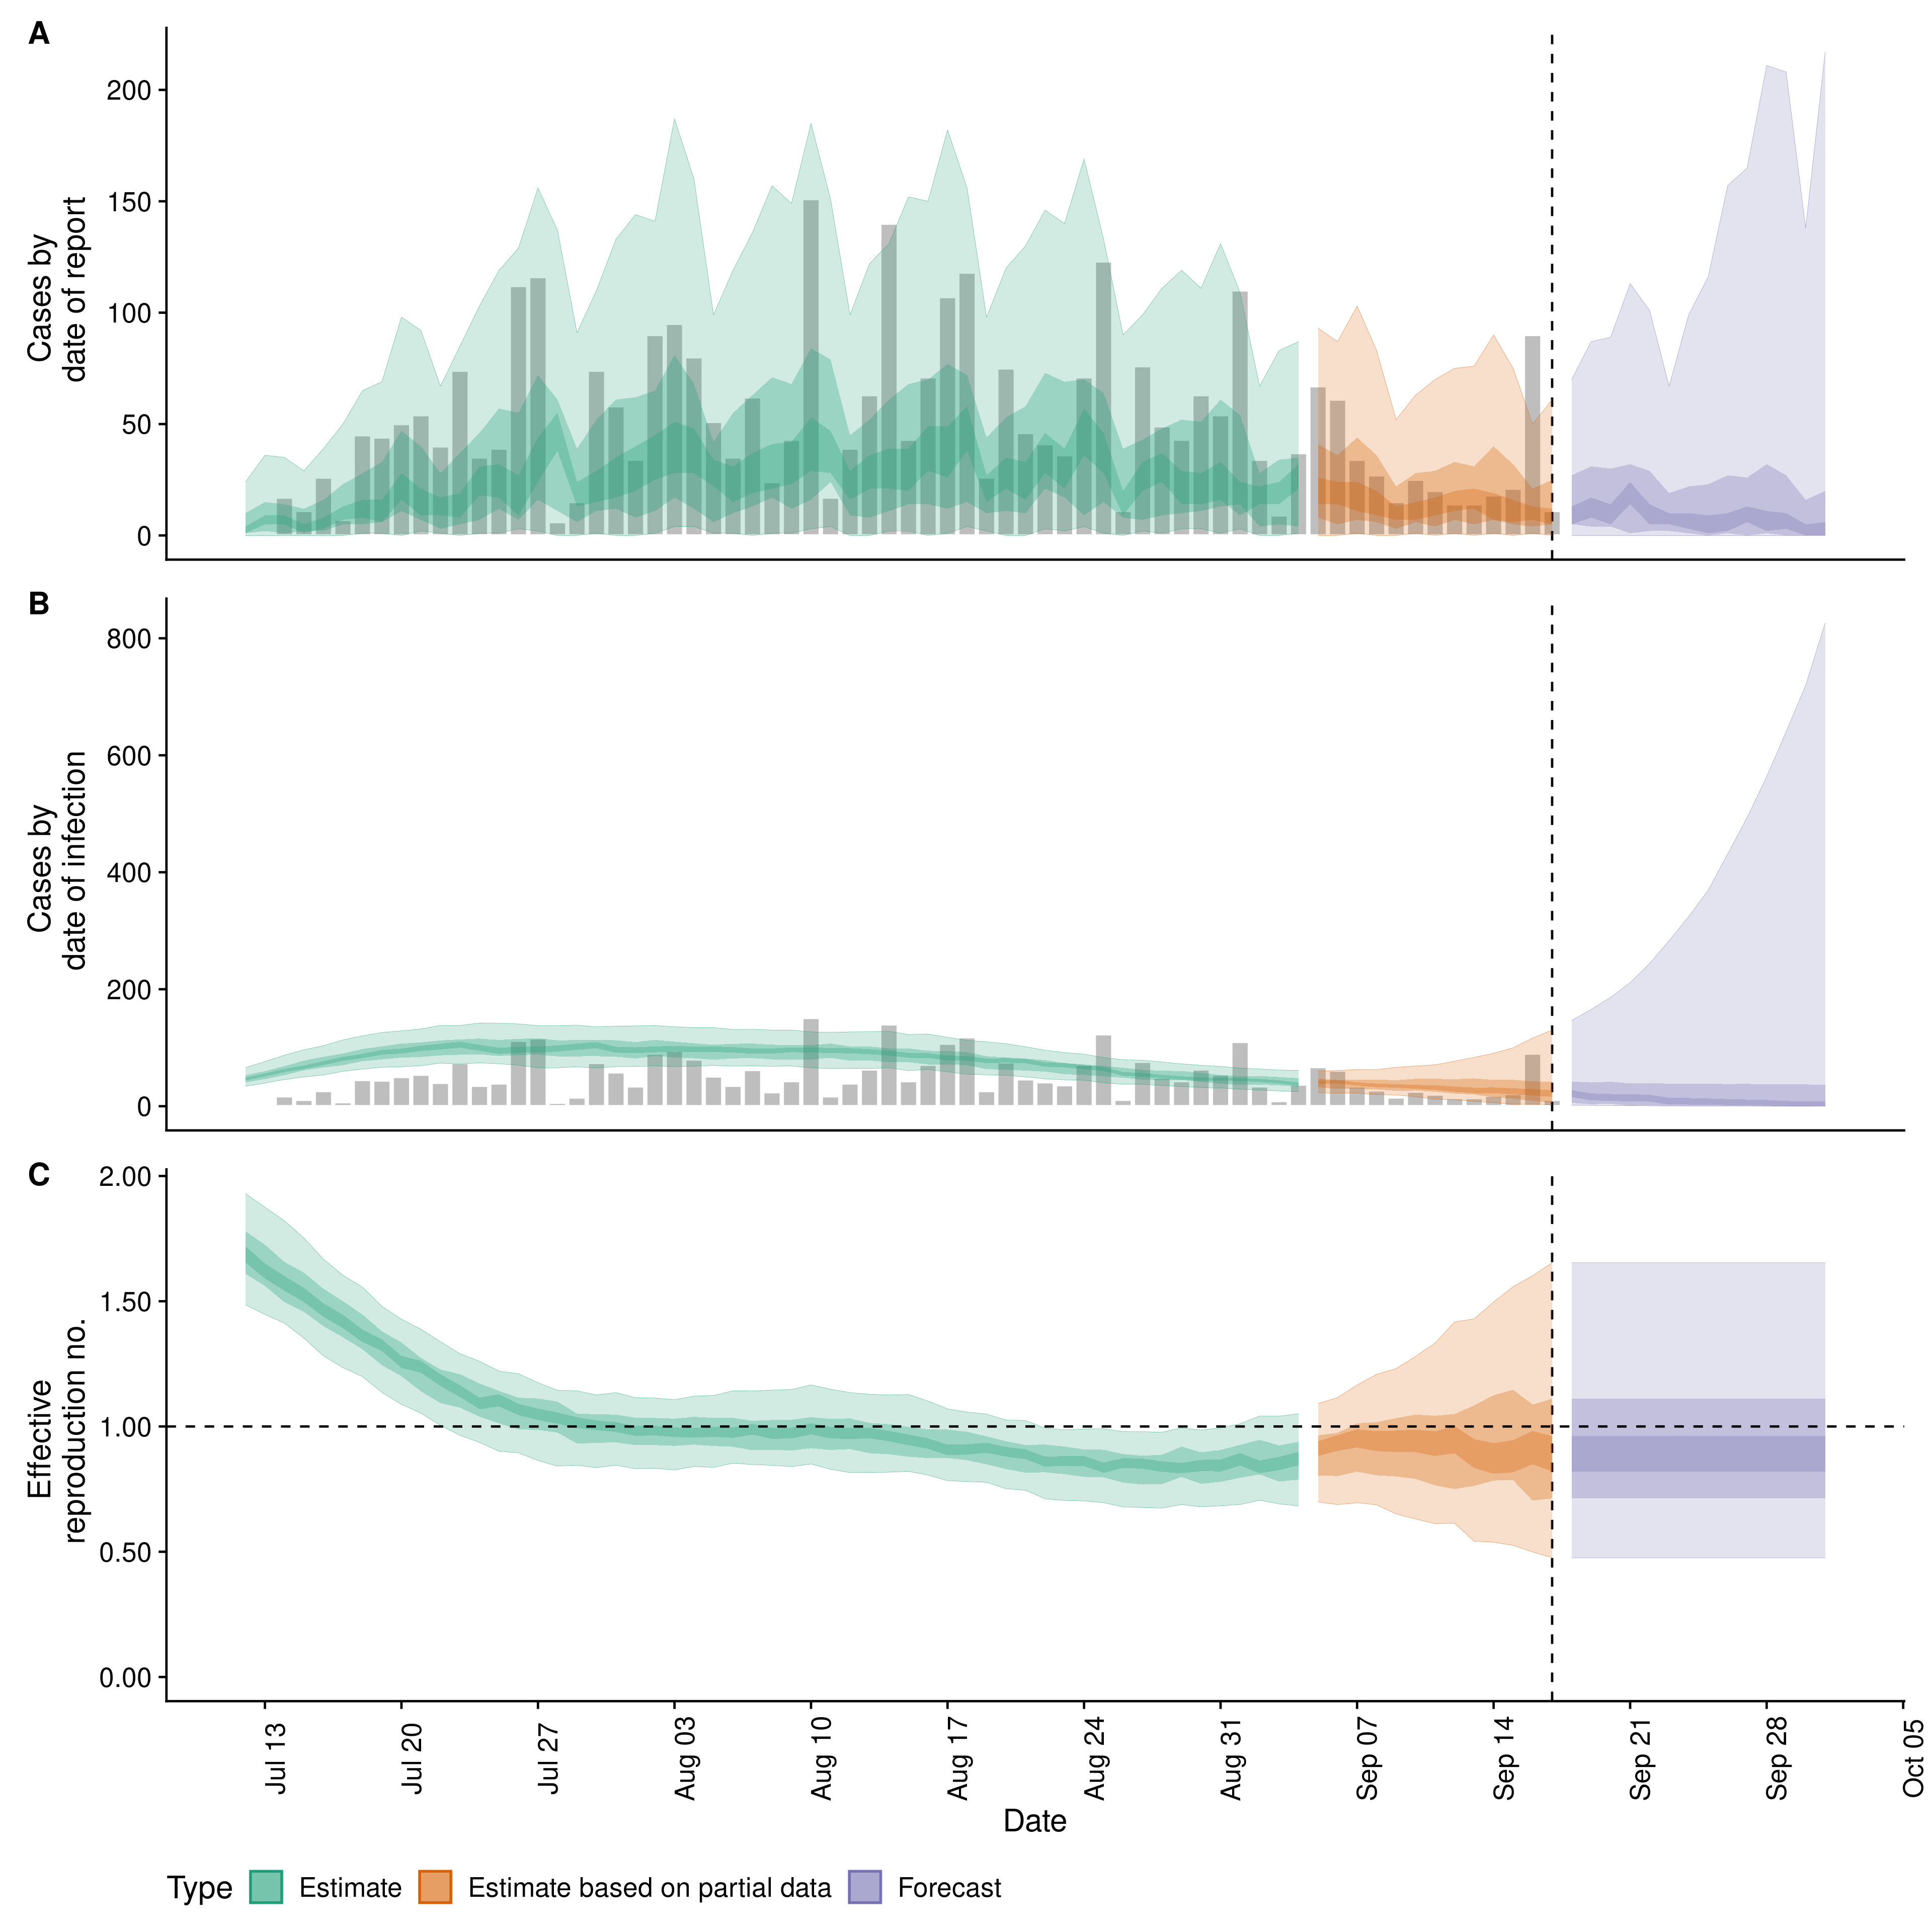 A
200
150
100
50
0
Cases by
date of report
B
800
600
400
200
0
Cases by
date of infection
C
2.00
1.50
1.00
0.50
0.00
Effective
reproduction no.
Jul 13
Jul 20
Jul 27
Aug 03
Aug 10
Aug 17
Aug 24
Aug 31
Sep 07
Sep 14
Sep 21
Sep 28
Oct 05
Date
Type Estimate Estimate based on partial data Forecast